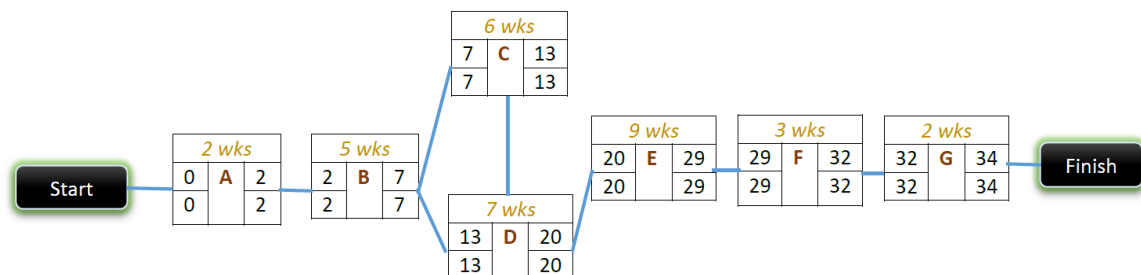 Start
2 wks
0 A 2
0 2
5 wks
2 B 7
2 7
6 wks
7 C 13
7 13
7 wks
13 D 20
13 20
9 wks
20 E 29
20 29
3 wks
29 F 32
29 32
2 wks
32 G 34
32 34
Finish